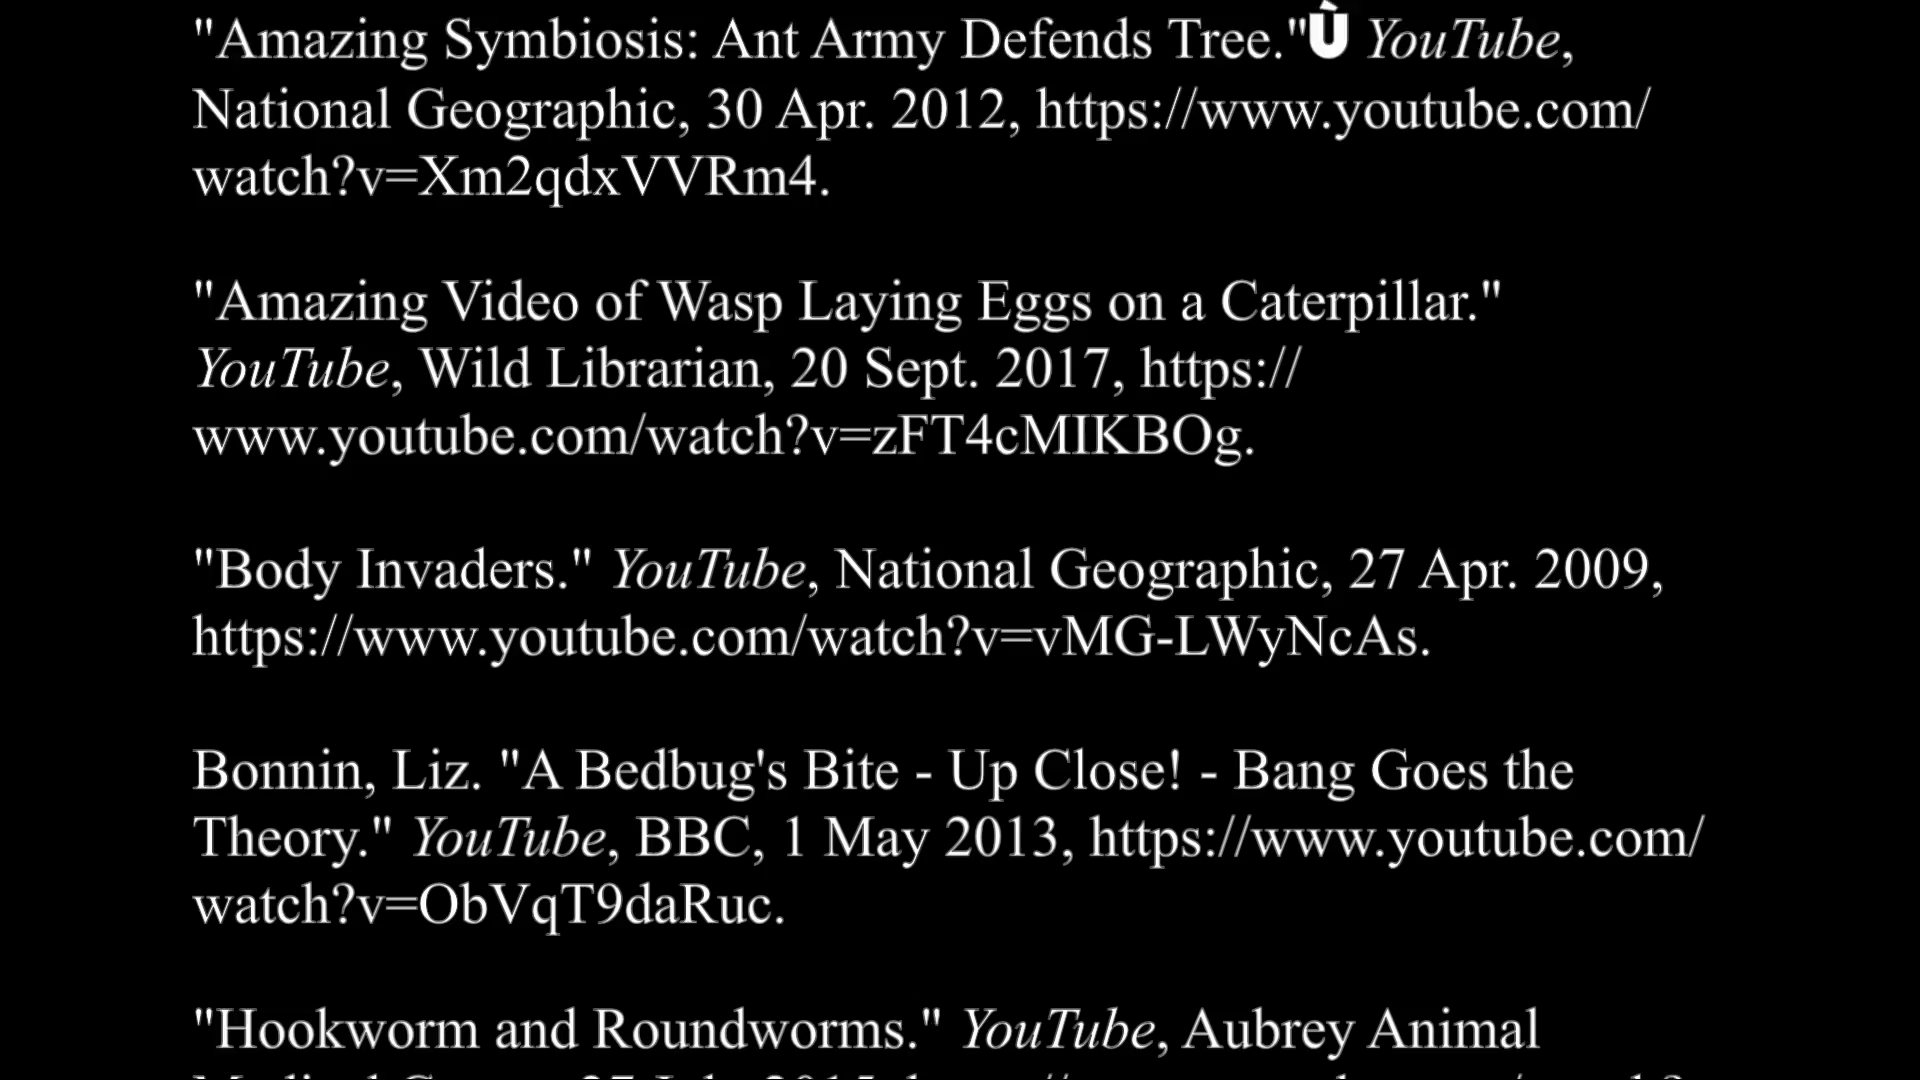 "Amazing Symbiosis: Ant Army Defends Tree."Ù YouTube,
National Geographic, 30 Apr. 2012, https://www.youtube.com/
watch?v=Xm2qdxVVRm4.
"Amazing Video of Wasp Laying Eggs on a Caterpillar."
YouTube, Wild Librarian, 20 Sept. 2017, https://
www.youtube.com/watch?v=zFT4cMIKBOg.
"Body Invaders." YouTube, National Geographic, 27 Apr. 2009,
https://www.youtube.com/watch?v=vMG-LWyNcAs.
Bonnin, Liz. "A Bedbug's Bite - Up Close! - Bang Goes the
Theory." YouTube, BBC, 1 May 2013, https://www.youtube.com/
watch?v=ObVqT9daRuc.
"Hookworm and Roundworms." YouTube, Aubrey Animal